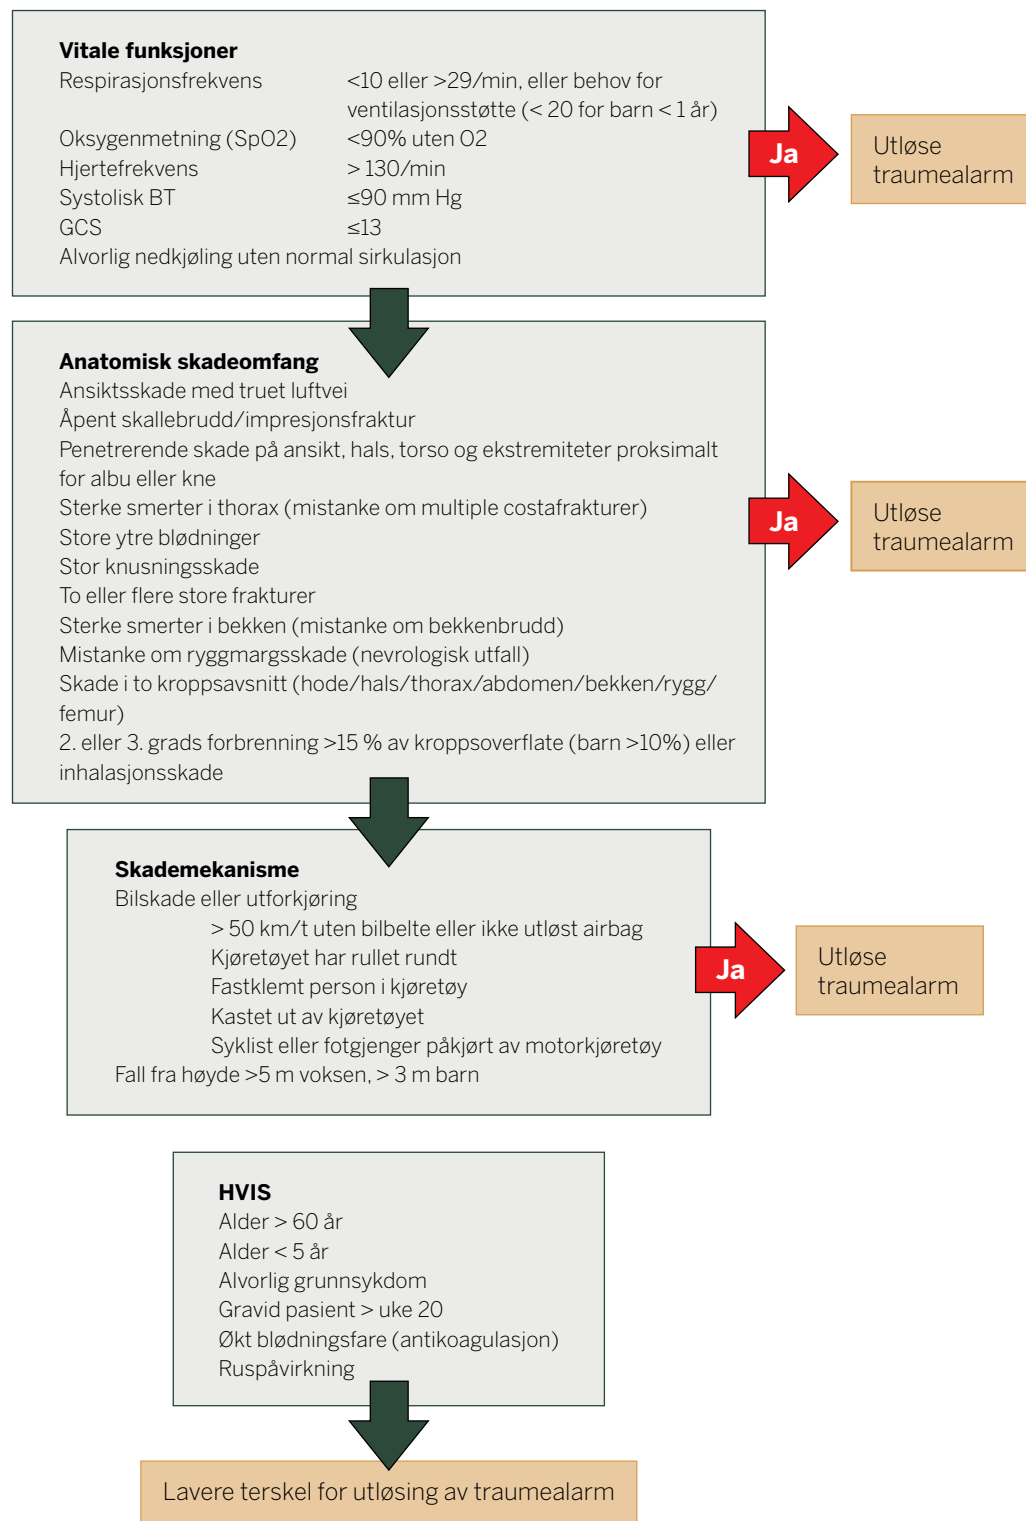 Vitale funksjoner
Respirasjonsfrekvens <10 eller >29/min, eller behov for
ventilasjonsstøtte (< 20 for barn < 1 år)
Oksygenmetning (SpO2) <90% uten O2
Hjertefrekvens > 130/min
Systolisk BT ≤90 mm Hg
GCS ≤13
Alvorlig nedkjøling uten normal sirkulasjon
Ja
Utløse
traumealarm
Anatomisk skadeomfang
Ansiktsskade med truet luftvei
Åpent skallebrudd/impresjonsfraktur
Penetrerende skade på ansikt, hals, torso og ekstremiteter proksimalt
for albu eller kne
Sterke smerter i thorax (mistanke om multiple costafrakturer)
Store ytre blødninger
Stor knusningsskade
To eller flere store frakturer
Sterke smerter i bekken (mistanke om bekkenbrudd)
Mistanke om ryggmargsskade (nevrologisk utfall)
Skade i to kroppsavsnitt (hode/hals/thorax/abdomen/bekken/rygg/
femur)
2. eller 3. grads forbrenning >15 % av kroppsoverflate (barn >10%) eller
inhalasjonsskade
Ja
Utløse
traumealarm
Skademekanisme
Bilskade eller utforkjøring
> 50 km/t uten bilbelte eller ikke utløst airbag
Kjøretøyet har rullet rundt
Fastklemt person i kjøretøy
Kastet ut av kjøretøyet
Syklist eller fotgjenger påkjørt av motorkjøretøy
Fall fra høyde >5 m voksen, > 3 m barn
Ja
Utløse
traumealarm
HVIS
Alder > 60 år
Alder < 5 år
Alvorlig grunnsykdom
Gravid pasient > uke 20
Økt blødningsfare (antikoagulasjon)
Ruspåvirkning
Lavere terskel for utløsing av traumealarm